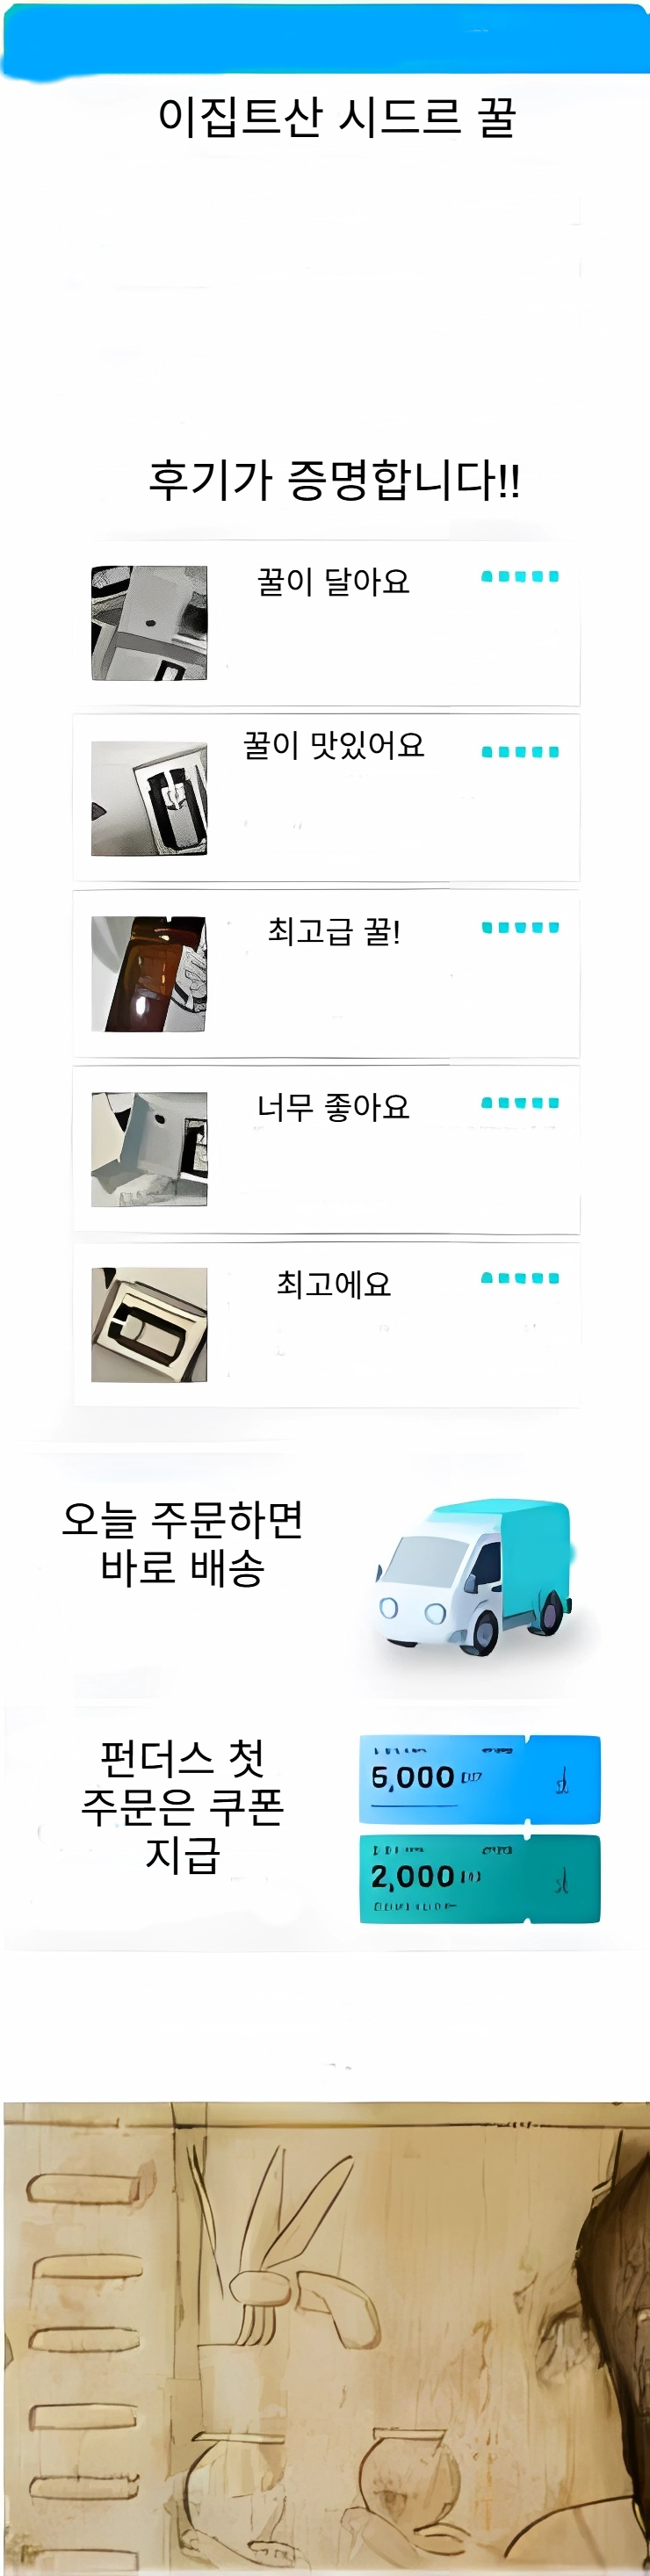 이집트산 시드르 꿀
후기가 증명합니다!!
꿀이 달아요
꿀이 맛있어요
최고급 꿀!
너무 좋아요
최고에요
오늘 주문하면
바로 배송
펀더스 첫
주문은 쿠폰
지급
5,000
2,000